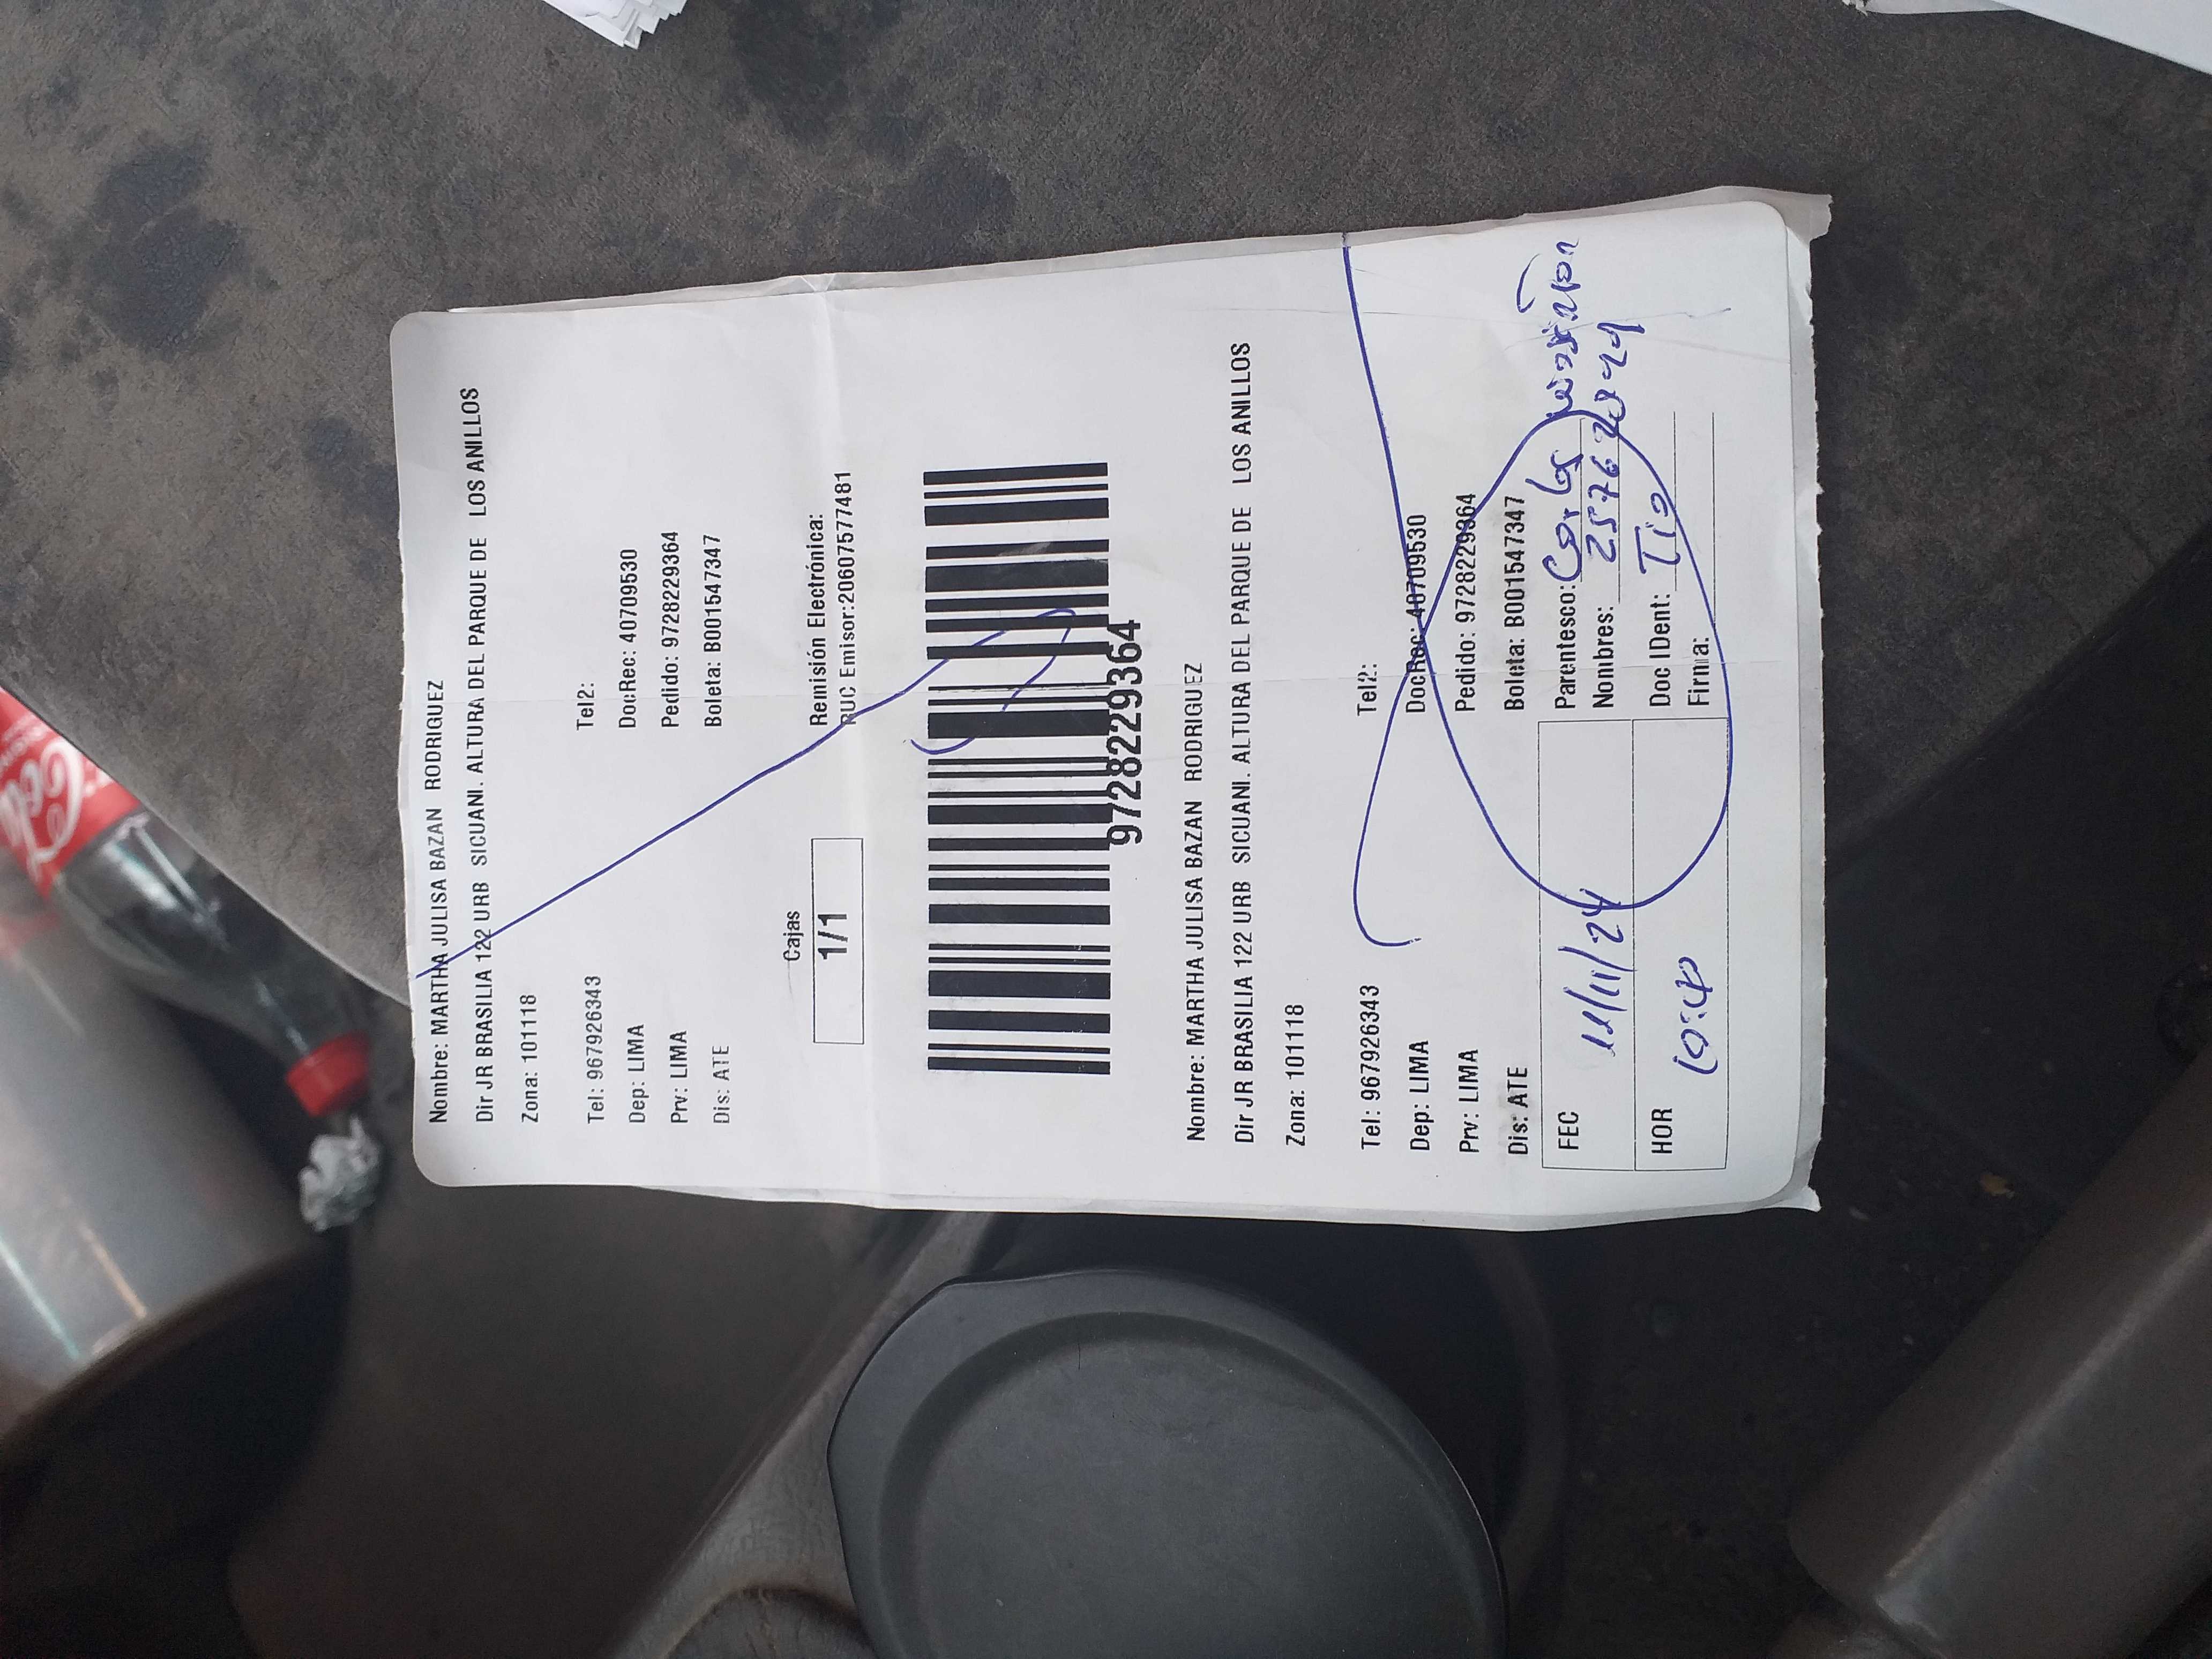 Nombre: MARTHA JULISA BAZAN RODRIGUEZ
Dir JR BRASILIA 122 URB SICUANI. ALTURA DEL PARQUE DE LOS ANILLOS
Zona: 101118
Tel: 967926343 Tel2:
Dep: LIMA DocRec: 40709530
Prv: LIMA Pedido: 9728229364
Dis: ATE Boleta: B001547347
Cajas Remisión Electrónica:
1/1 RUC Emisor:20607577481
9728229364
Nombre: MARTHA JULISA BAZAN RODRIGUEZ
Dir JR BRASILIA 122 URB SICUANI. ALTURA DEL PARQUE DE LOS ANILLOS
Zona: 101118
Tel: 967926343 Tel2:
Dep: LIMA DocRec: 40709530
Prv: LIMA Pedido: 9728229364
Dis: ATE Boleta: B001547347
FEC Parentesco: Carlos
Nombres:
HOR Doc IDent: Tio
Firma:
Cola